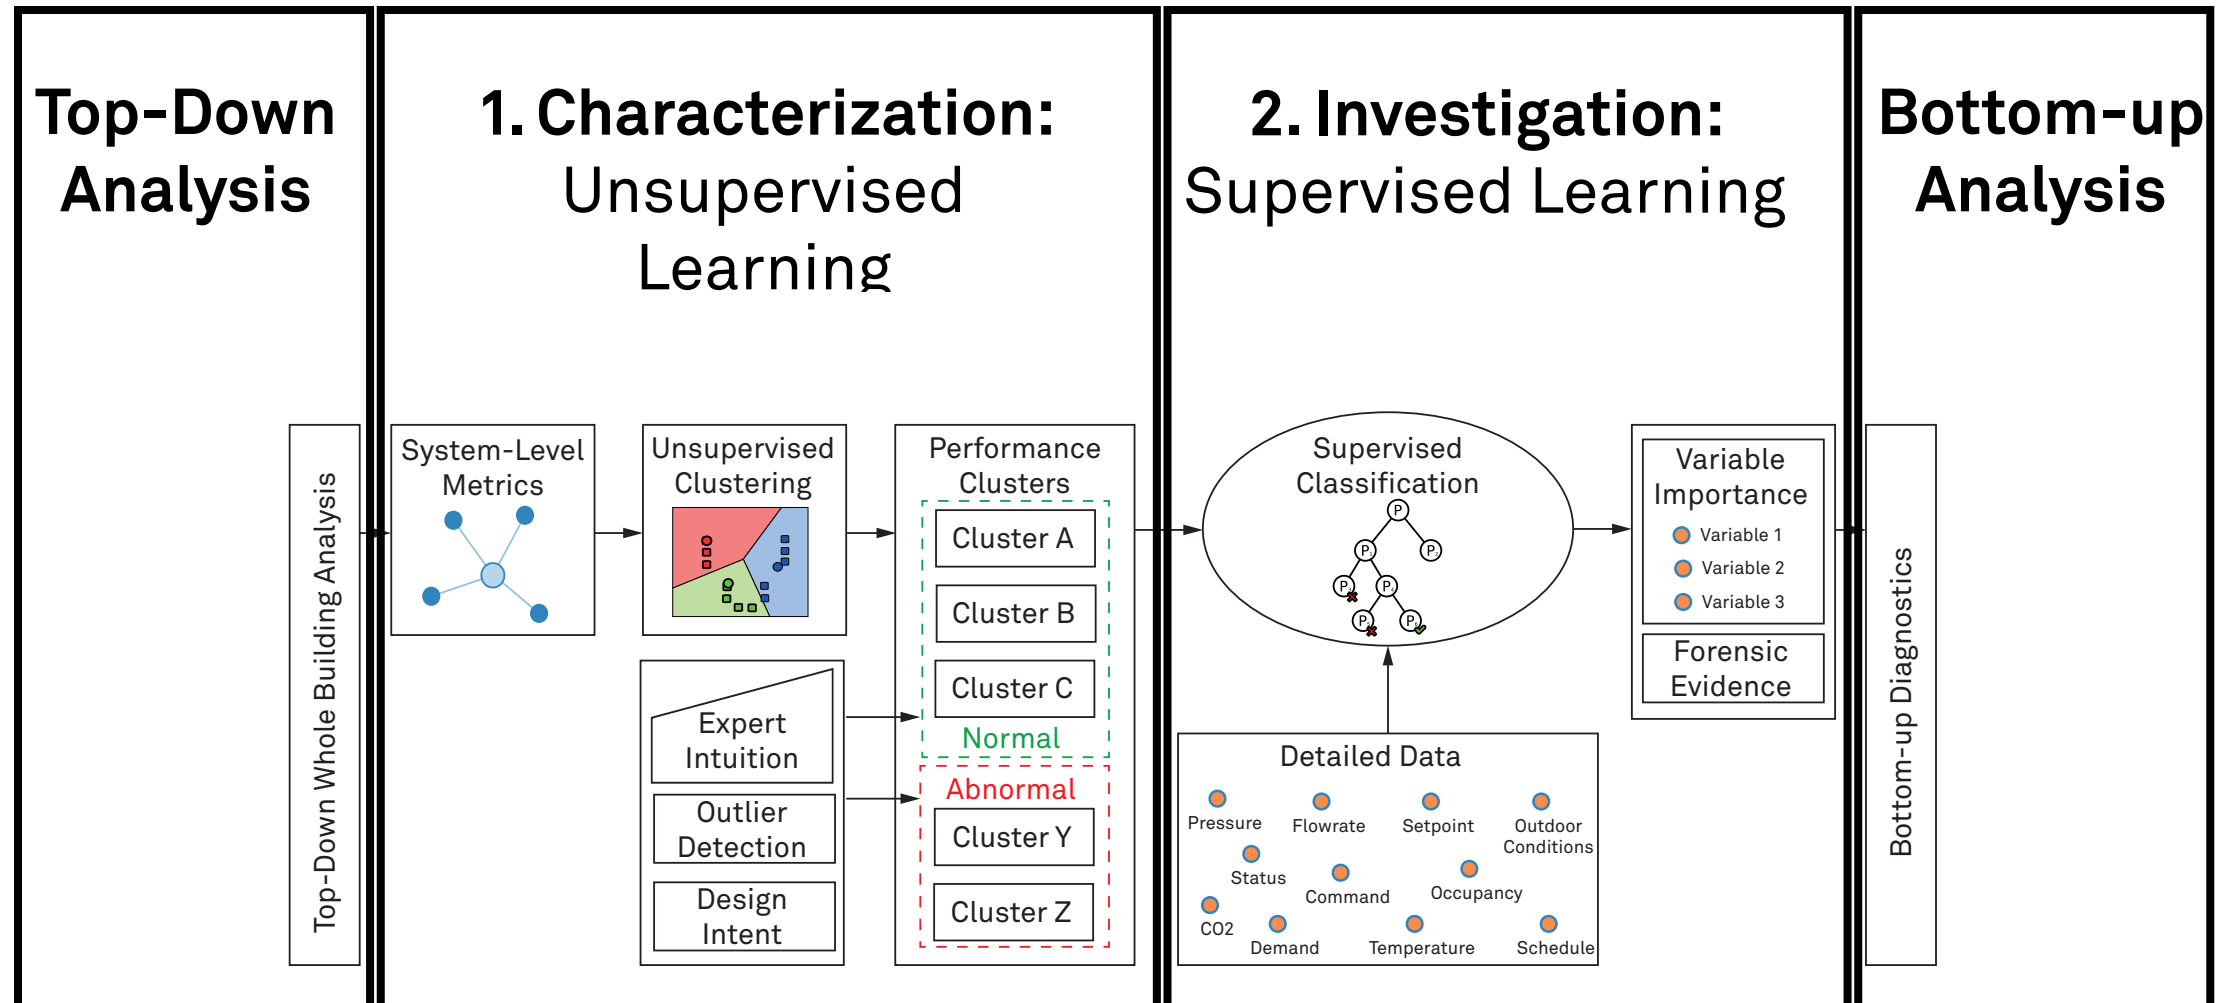 Top-Down
Analysis
1. Characterization:
Unsupervised
Learning
2. Investigation:
Supervised Learning
Bottom-up
Analysis
Top-Down Whole Building Analysis
System-Level
Metrics
Unsupervised
Clustering
Expert
Intuition
Outlier
Detection
Design
Intent
Performance
Clusters
Cluster A
Cluster B
Cluster C
Normal
Abnormal
Cluster Y
Cluster Z
Supervised
Classification
P
P
P
P
P
P
P
Detailed Data
Pressure
Flowrate
Setpoint
Outdoor
Conditions
Status
Command
Occupancy
CO2
Demand
Temperature
Schedule
Variable
Importance
Variable 1
Variable 2
Variable 3
Forensic
Evidence
Bottom-up Diagnostics